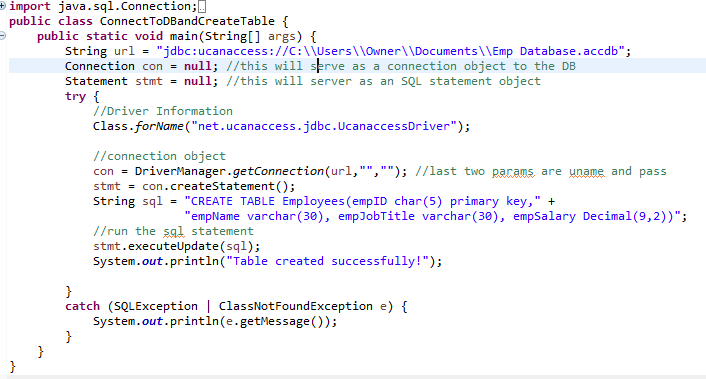 import java.sql.Connection;
public class ConnectToDBandCreateTable {
    public static void main(String[] args) {
        String url = "jdbc:ucanaccess://C:\\Users\\Owner\\Documents\\Emp Database.accdb";
        Connection con = null; //this will serve as a connection object to the DB
        Statement stmt = null; //this will server as an SQL statement object
        try {
            //Driver Information
            Class.forName("net.ucanaccess.jdbc.UcanaccessDriver");

            //connection object
            con = DriverManager.getConnection(url,"",""); //last two params are uname and pass
            stmt = con.createStatement();
            String sql = "CREATE TABLE Employees(empID char(5) primary key," +
                         "empName varchar(30), empJobTitle varchar(30), empSalary Decimal(9,2))";
            //run the sql statement
            stmt.executeUpdate(sql);
            System.out.println("Table created successfully!");

        }
        catch (SQLException | ClassNotFoundException e) {
            System.out.println(e.getMessage());
        }
    }
}